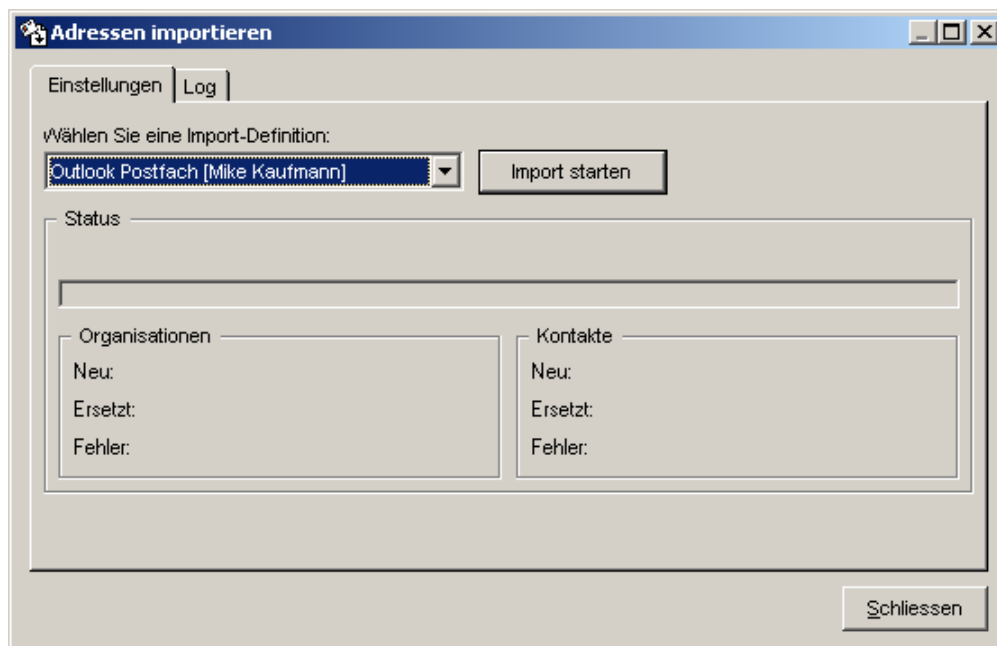 Adressen importieren
Einstellungen
Log
Wählen Sie eine Import-Definition:
Outlook Postfach [Mike Kaufmann]
Import starten
Status
Organisationen
Kontakte
Neu:
Neu:
Ersetzt:
Ersetzt:
Fehler:
Fehler:
Schliessen